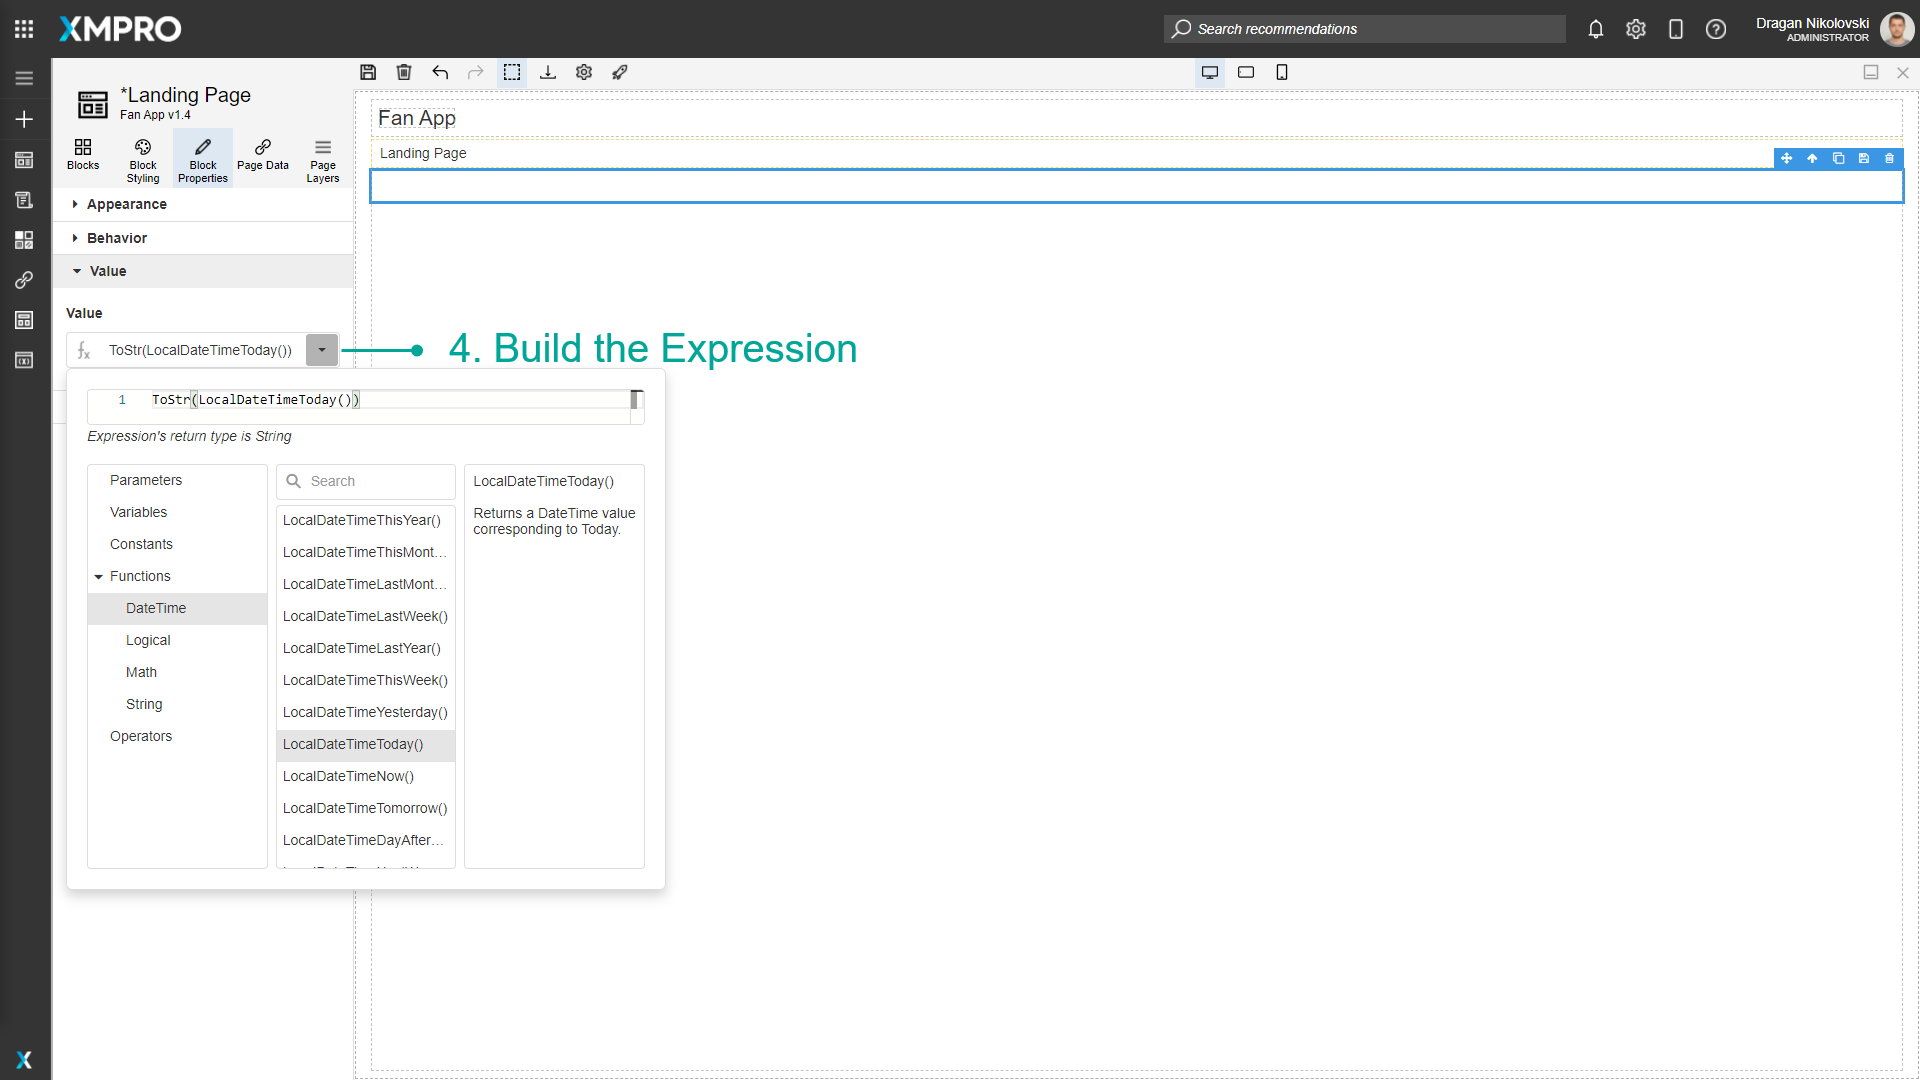 XMPRO
Search recommendations
Dragan Nikolovski
ADMINISTRATOR
*Landing Page
Fan App v1.4
Blocks
Block Styling
Block Properties
Page Data
Page Layers
Appearance
Behavior
Value
Value
fx ToStr(LocalDateTimeToday())
4. Build the Expression
1 ToStr(LocalDateTimeToday())
Expression's return type is String
Parameters
Variables
Constants
Functions
DateTime
Logical
Math
String
Operators
Search
LocalDateTimeThisYear()
LocalDateTimeThisMont...
LocalDateTimeLastMont...
LocalDateTimeLastWeek()
LocalDateTimeLastYear()
LocalDateTimeThisWeek()
LocalDateTimeYesterday()
LocalDateTimeToday()
LocalDateTimeNow()
LocalDateTimeTomorrow()
LocalDateTimeDayAfter...
LocalDateTimeToday()
Returns a DateTime value
corresponding to Today.
Fan App
Landing Page